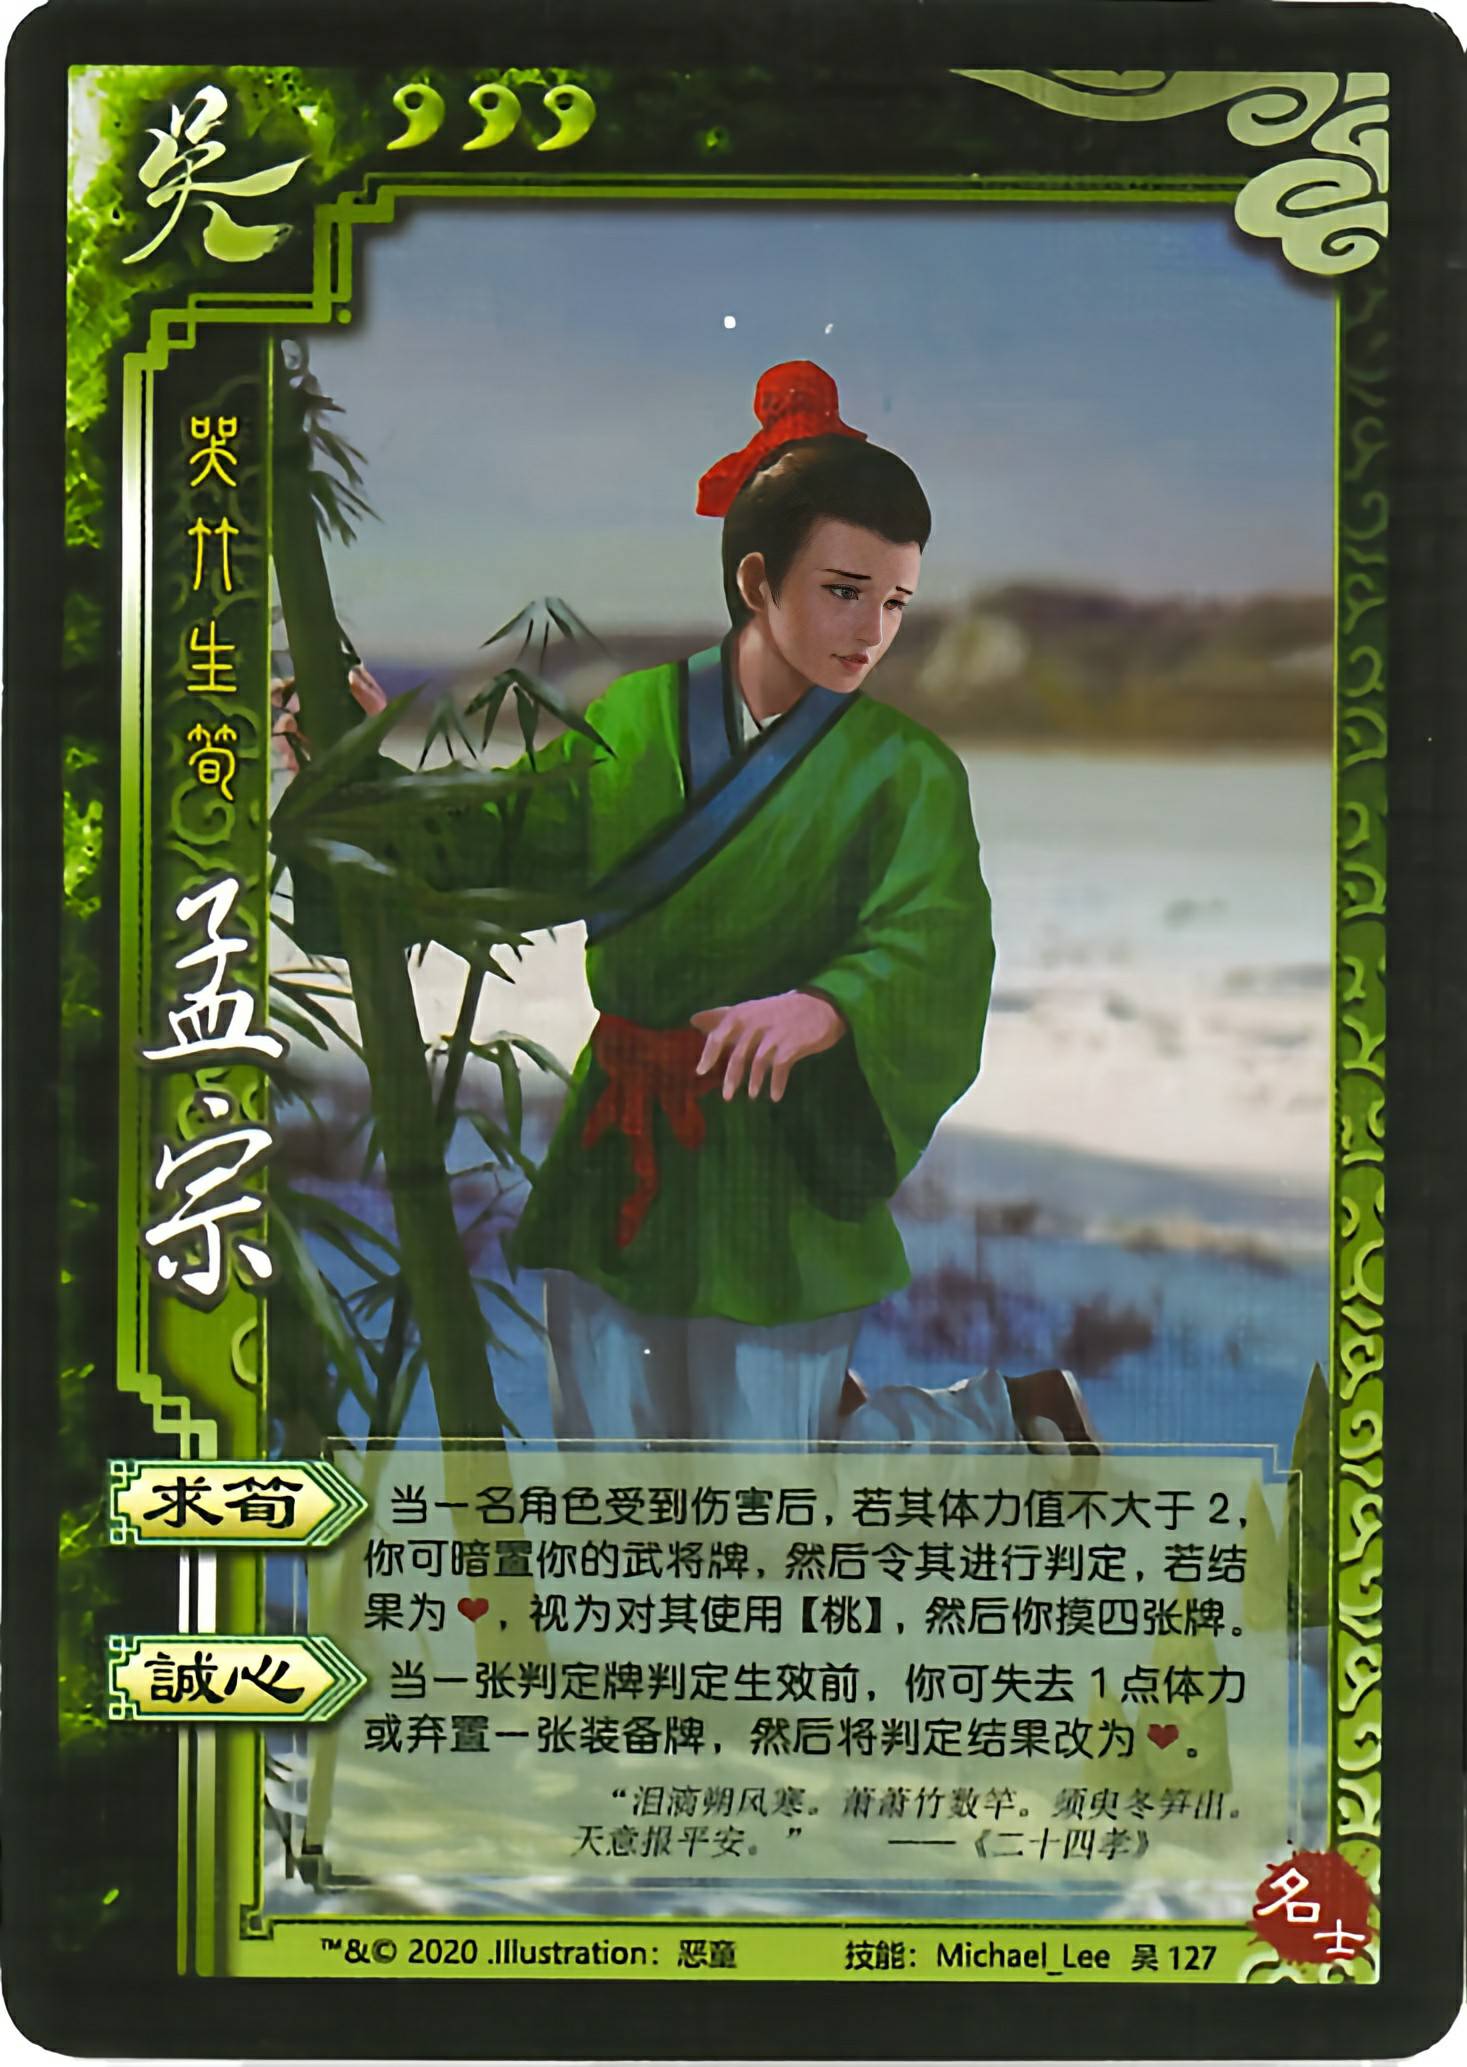 吴
哭竹生筍
孟宗
求筍
当一名角色受到伤害后，若其体力值不大于 2，
你可暗置你的武将牌，然后令其进行判定，若结
果为 ❤，视为对其使用【桃】，然后你摸四张牌。
誠心
当一张判定牌判定生效前，你可失去 1 点体力
或弃置一张装备牌，然后将判定结果改为 ❤。
“泪滴朔风寒。萧萧竹数竿。须臾冬笋出。
天意报平安。” ——《二十四孝》
名士
™&© 2020 .Illustration：恶童 技能：Michael_Lee 吴 127